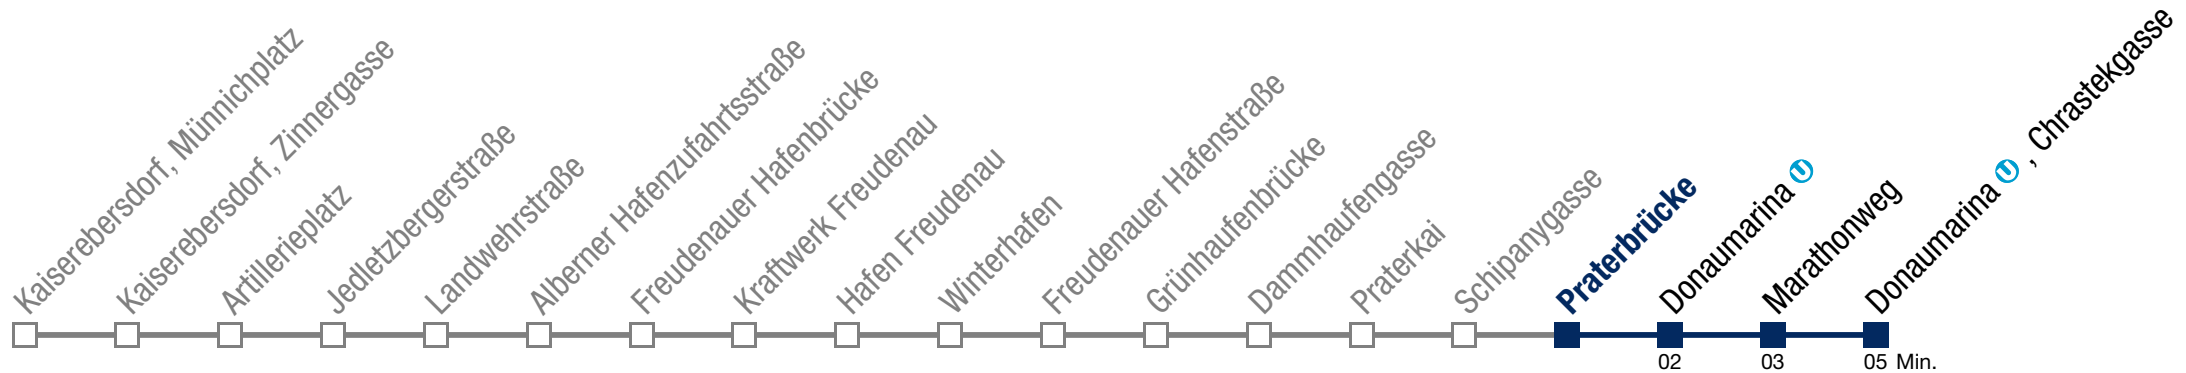 Kaiserebersdorf, Münnichplatz
Kaiserebersdorf, Zinnergasse
Artillerieplatz
Jedletzbergerstraße
Landwehrstraße
Alberner Hafenzufahrtsstraße
Freudenauer Hafenbrücke
Kraftwerk Freudenau
Hafen Freudenau
Winterhafen
Freudenauer Hafenstraße
Grünhaufenbrücke
Dammhaufengasse
Praterkai
Schipanygasse
Praterbrücke
Donaumarina U
Marathonweg
Donaumarina U, Chrastekgasse
02 03 05 Min.